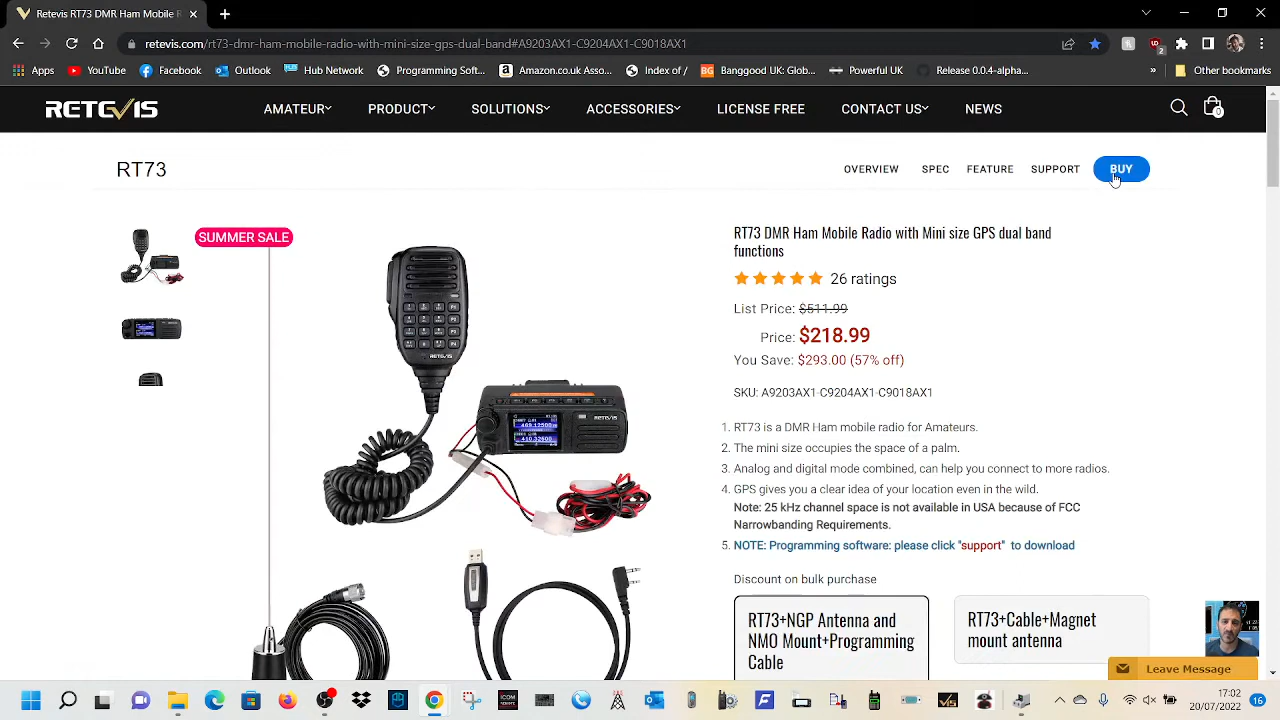 Retevis RT73 DMR Ham Mobile R
retevis.com/rt73-dmr-ham-mobile-radio-with-mini-size-gps-dual-band#A9203AX1-C9204AX1-C9018AX1
Apps YouTube Facebook Outlook Hub Network Programming Soft... Amazon.co.uk Asso... Index of / Banggood |× Glob... Powerful UK Release 0.0.4-alpha... » Other bookmarks
RETEVIS AMATEUR PRODUCT SOLUTIONS ACCESSORIES LICENSE FREE CONTACT US NEWS 0
RT73 OVERVIEW SPEC FEATURE SUPPORT BUY
SUMMER SALE
RETEVIS
RETEVIS
469.12500
410.32600
RT73 DMR Ham Mobile Radio with Mini size GPS dual band
functions
26 ratings
List Price: $511.99
Price: $218.99
You Save: $293.00 (57% off)
SKU: A9203AX1-C9204AX1-C9018AX1
1. RT73 is a DMR Ham mobile radio for Amateurs.
2. The mini size occupies the space of a palm.
3. Analog and digital mode combined, can help you connect to more radios.
4. GPS gives you a clear idea of your location even in the wild.
Note: 25 kHz channel space is not available in USA because of FCC
Narrowbanding Requirements.
5. NOTE: Programming software: please click "support" to download
Discount on bulk purchase
RT73+NGP Antenna and
NMO Mount+Programming
Cable
RT73+Cable+Magnet
mount antenna
Leave Message
17:02
20/07/2022
16